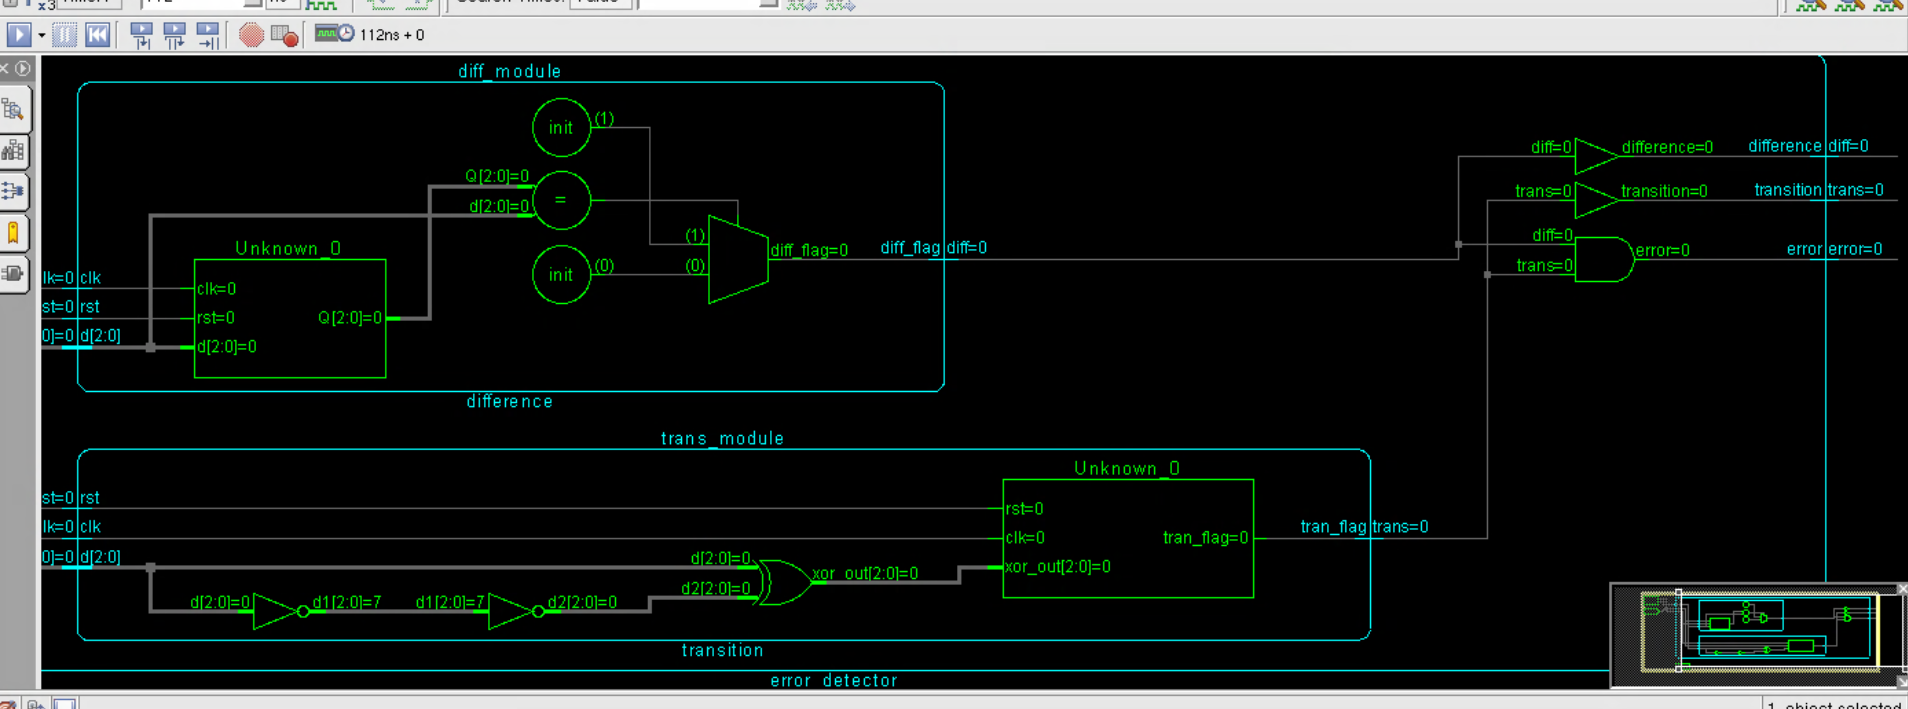 112ns + 0
diff_module
init
(1)
Q[2:0]=0
d[2:0]=0
=
diff=0
difference=0
difference
diff=0
trans=0
transition=0
transition
trans=0
Unknown_0
(1)
diff_flag=0
diff_flag
diff=0
diff=0
error=0
error
error=0
init
(0)
(0)
trans=0
lk=0
clk
clk=0
st=0
rst
rst=0
Q[2:0]=0
0]=0
d[2:0]
d[2:0]=0
difference
trans_module
Unknown_0
st=0
rst
rst=0
lk=0
clk
clk=0
tran_flag=0
tran_flag
trans=0
0]=0
d[2:0]
d[2:0]=0
xor_out[2:0]=0
xor_out[2:0]=0
d2[2:0]=0
d[2:0]=0
d1[2:0]=7
d1[2:0]=7
d2[2:0]=0
transition
error detector